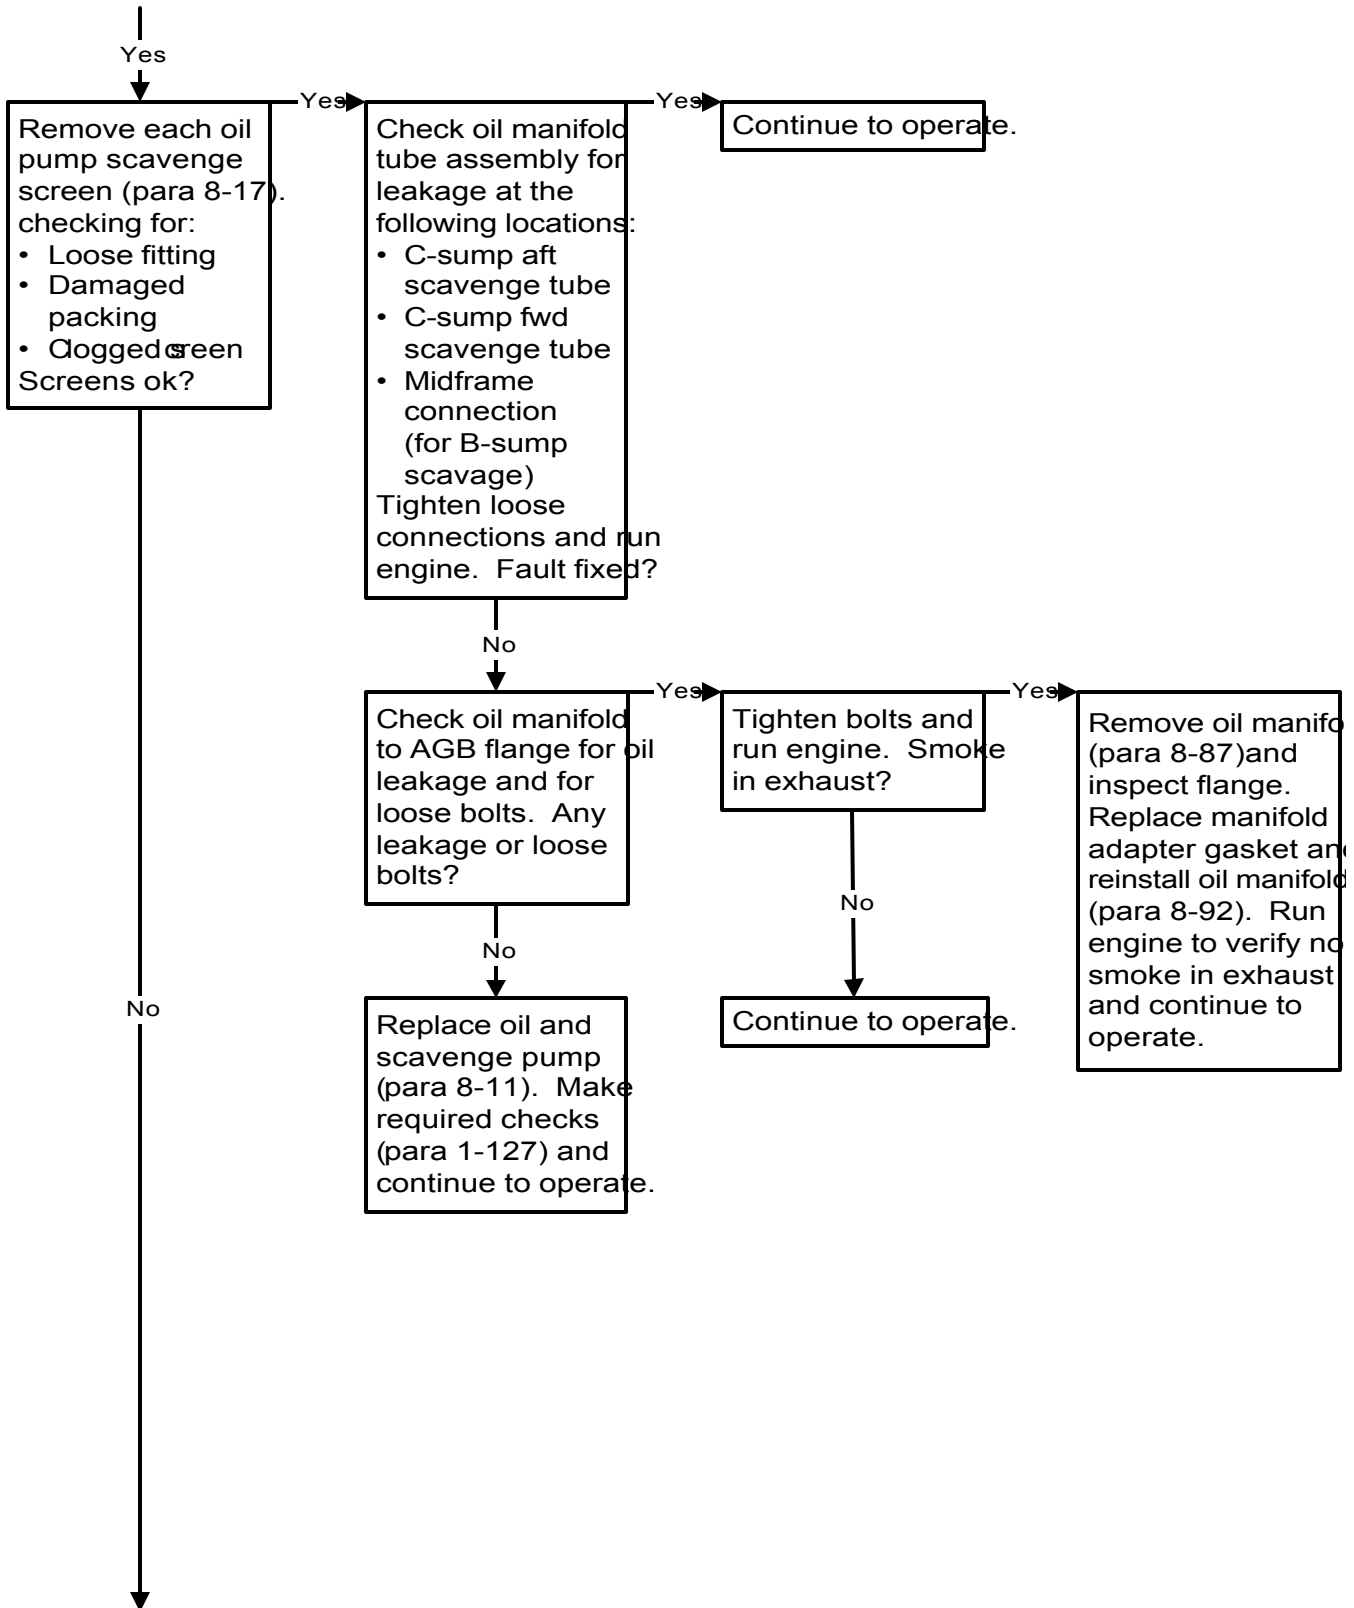 Yes
Remove each oil
pump scavenge
screen (para 8-17).
checking for:
• Loose fitting
• Damaged
packing
• Clogged screen
Screens ok?
Yes
Check oil manifold
tube assembly for
leakage at the
following locations:
• C-sump aft
scavenge tube
• C-sump fwd
scavenge tube
• Midframe
connection
(for B-sump
scavage)
Tighten loose
connections and run
engine. Fault fixed?
Yes
Continue to operate.
No
Check oil manifold
to AGB flange for oil
leakage and for
loose bolts. Any
leakage or loose
bolts?
Yes
Tighten bolts and
run engine. Smoke
in exhaust?
Yes
Remove oil manifo
(para 8-87)and
inspect flange.
Replace manifold
adapter gasket and
reinstall oil manifold
(para 8-92). Run
engine to verify no
smoke in exhaust
and continue to
operate.
No
Continue to operate.
No
Replace oil and
scavenge pump
(para 8-11). Make
required checks
(para 1-127) and
continue to operate.
No